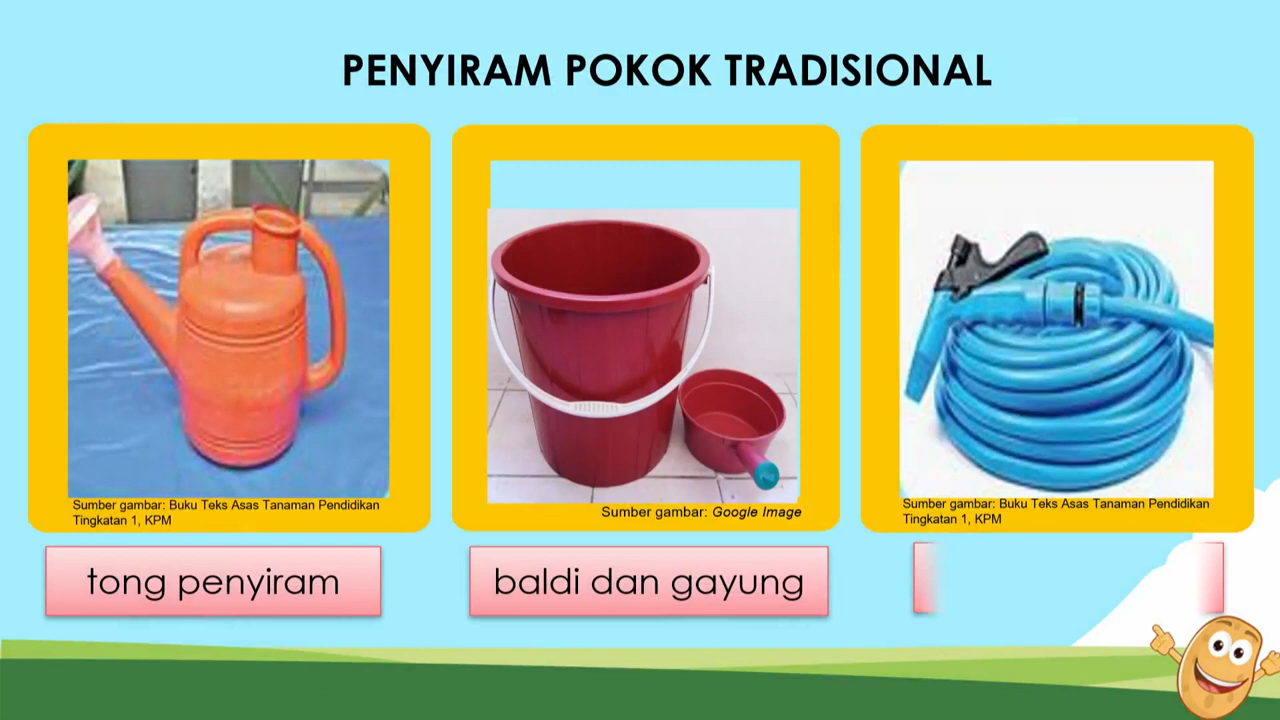 PENYIRAM POKOK TRADISIONAL
Sumber gambar: Buku Teks Asas Tanaman Pendidikan
Tingkatan 1, KPM
Sumber gambar: Google Image
Sumber gambar: Buku Teks Asas Tanaman Pendidikan
Tingkatan 1, KPM
tong penyiram
baldi dan gayung